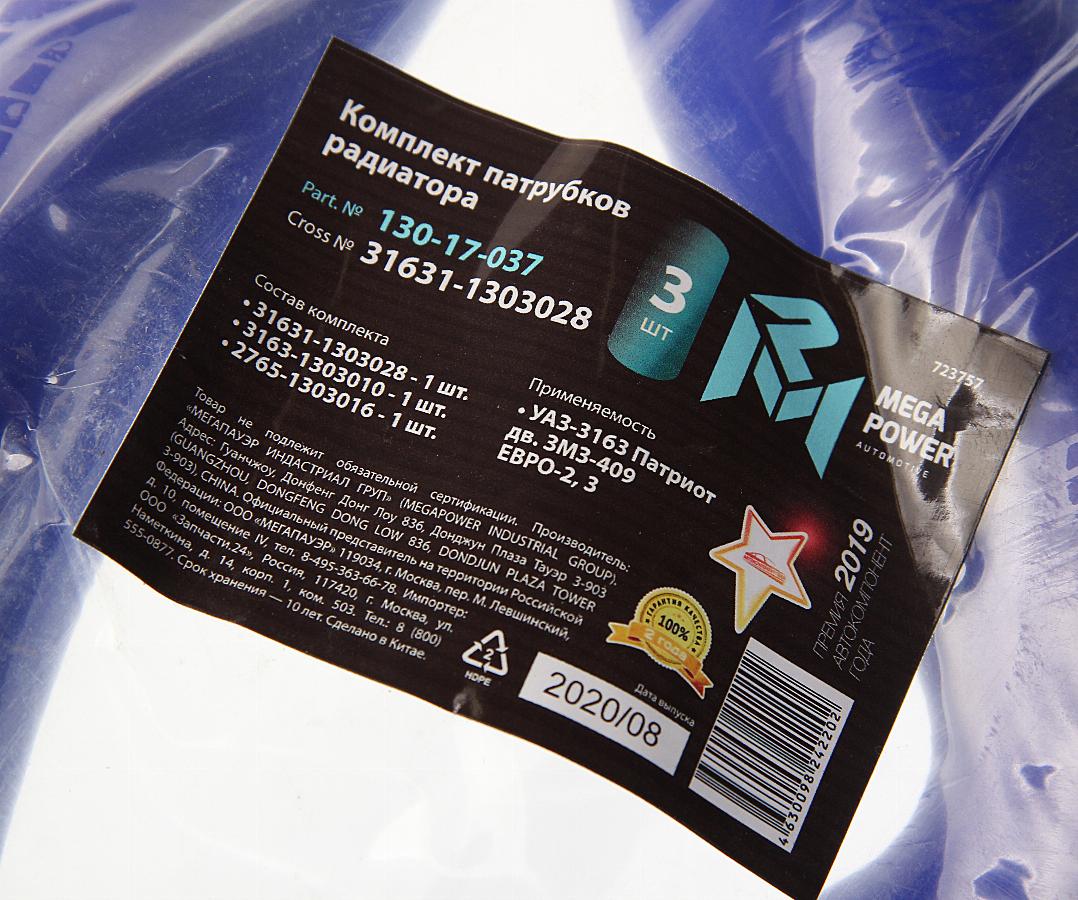 Комплект патрубков
радиатора
Part. № 130-17-037
Cross № 31631-1303028
3
шт
Состав комплекта
• 31631-1303028 - 1 шт.
• 3163-1303010 - 1 шт.
• 2765-1303016 - 1 шт.
Применяемость
• УАЗ-3163 Патриот
дв. ЗМЗ-409
ЕВРО-2, 3
723757
MEGA
POWER
AUTOMOTIVE
Товар не подлежит обязательной сертификации. Производитель:
«МЕГАПАУЭР ИНДАСТРИАЛ ГРУП» (MEGAPOWER INDUSTRIAL GROUP);
Адрес: Гуанчжоу, Донфенг Донг Лоу 836, Донджун Плаза Тауэр 3-903
(GUANGZHOU, DONGFENG DONG LOW 836, DONDJUN PLAZA TOWER
3-903), CHINA. Официальный представитель на территории Российской
Федерации: ООО «МЕГАПАУЭР» 119034, г. Москва, пер. М. Левшинский,
д. 10, помещение IV, тел. 8-495-363-66-78. Импортер:
ООО «Запчасти.24», Россия, 117420, г. Москва, ул.
Наметкина, д. 14, корп. 1, ком. 503. Тел.: 8 (800)
555-0877. Срок хранения — 10 лет. Сделано в Китае.
2
HDPE
Дата выпуска
2020/08
ГАРАНТИЯ КАЧЕСТВА
100%
2 года
ПРЕМИЯ 2019
АВТОКОМПОНЕНТ
ГОДА
4630098242202